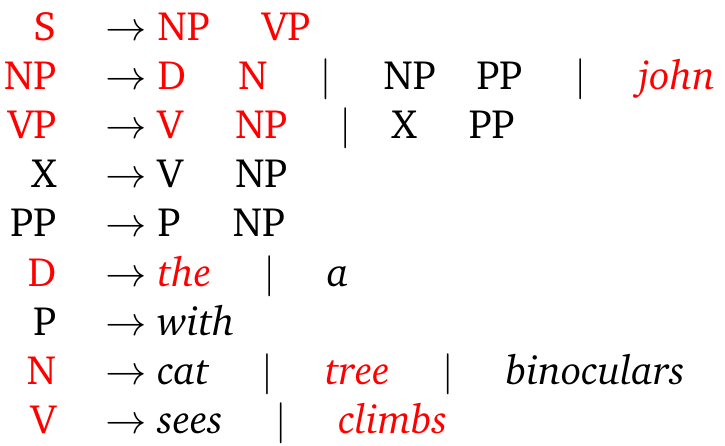 S → NP VP
NP → D N | NP PP | john
VP → V NP | X PP
X → V NP
PP → P NP
D → the | a
P → with
N → cat | tree | binoculars
V → sees | climbs